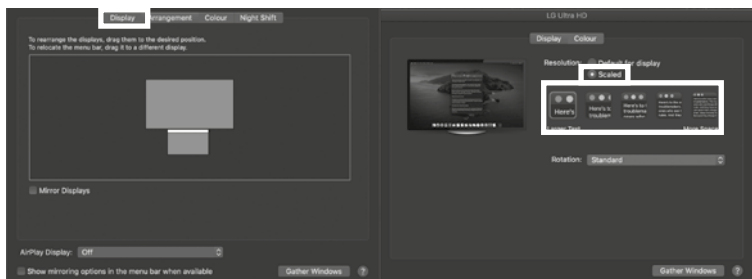 Display Arrangement Colour Night Shift
To rearrange the displays, drag them to the desired position.
To relocate the menu bar, drag it to a different display.
Mirror Displays
AirPlay Display: Off
Show mirroring options in the menu bar when available
Gather Windows ?
LG Ultra HD
Display Colour
Resolution: Default for display
Scaled
Here's
Larger Text More Space
Rotation: Standard
Gather Windows ?